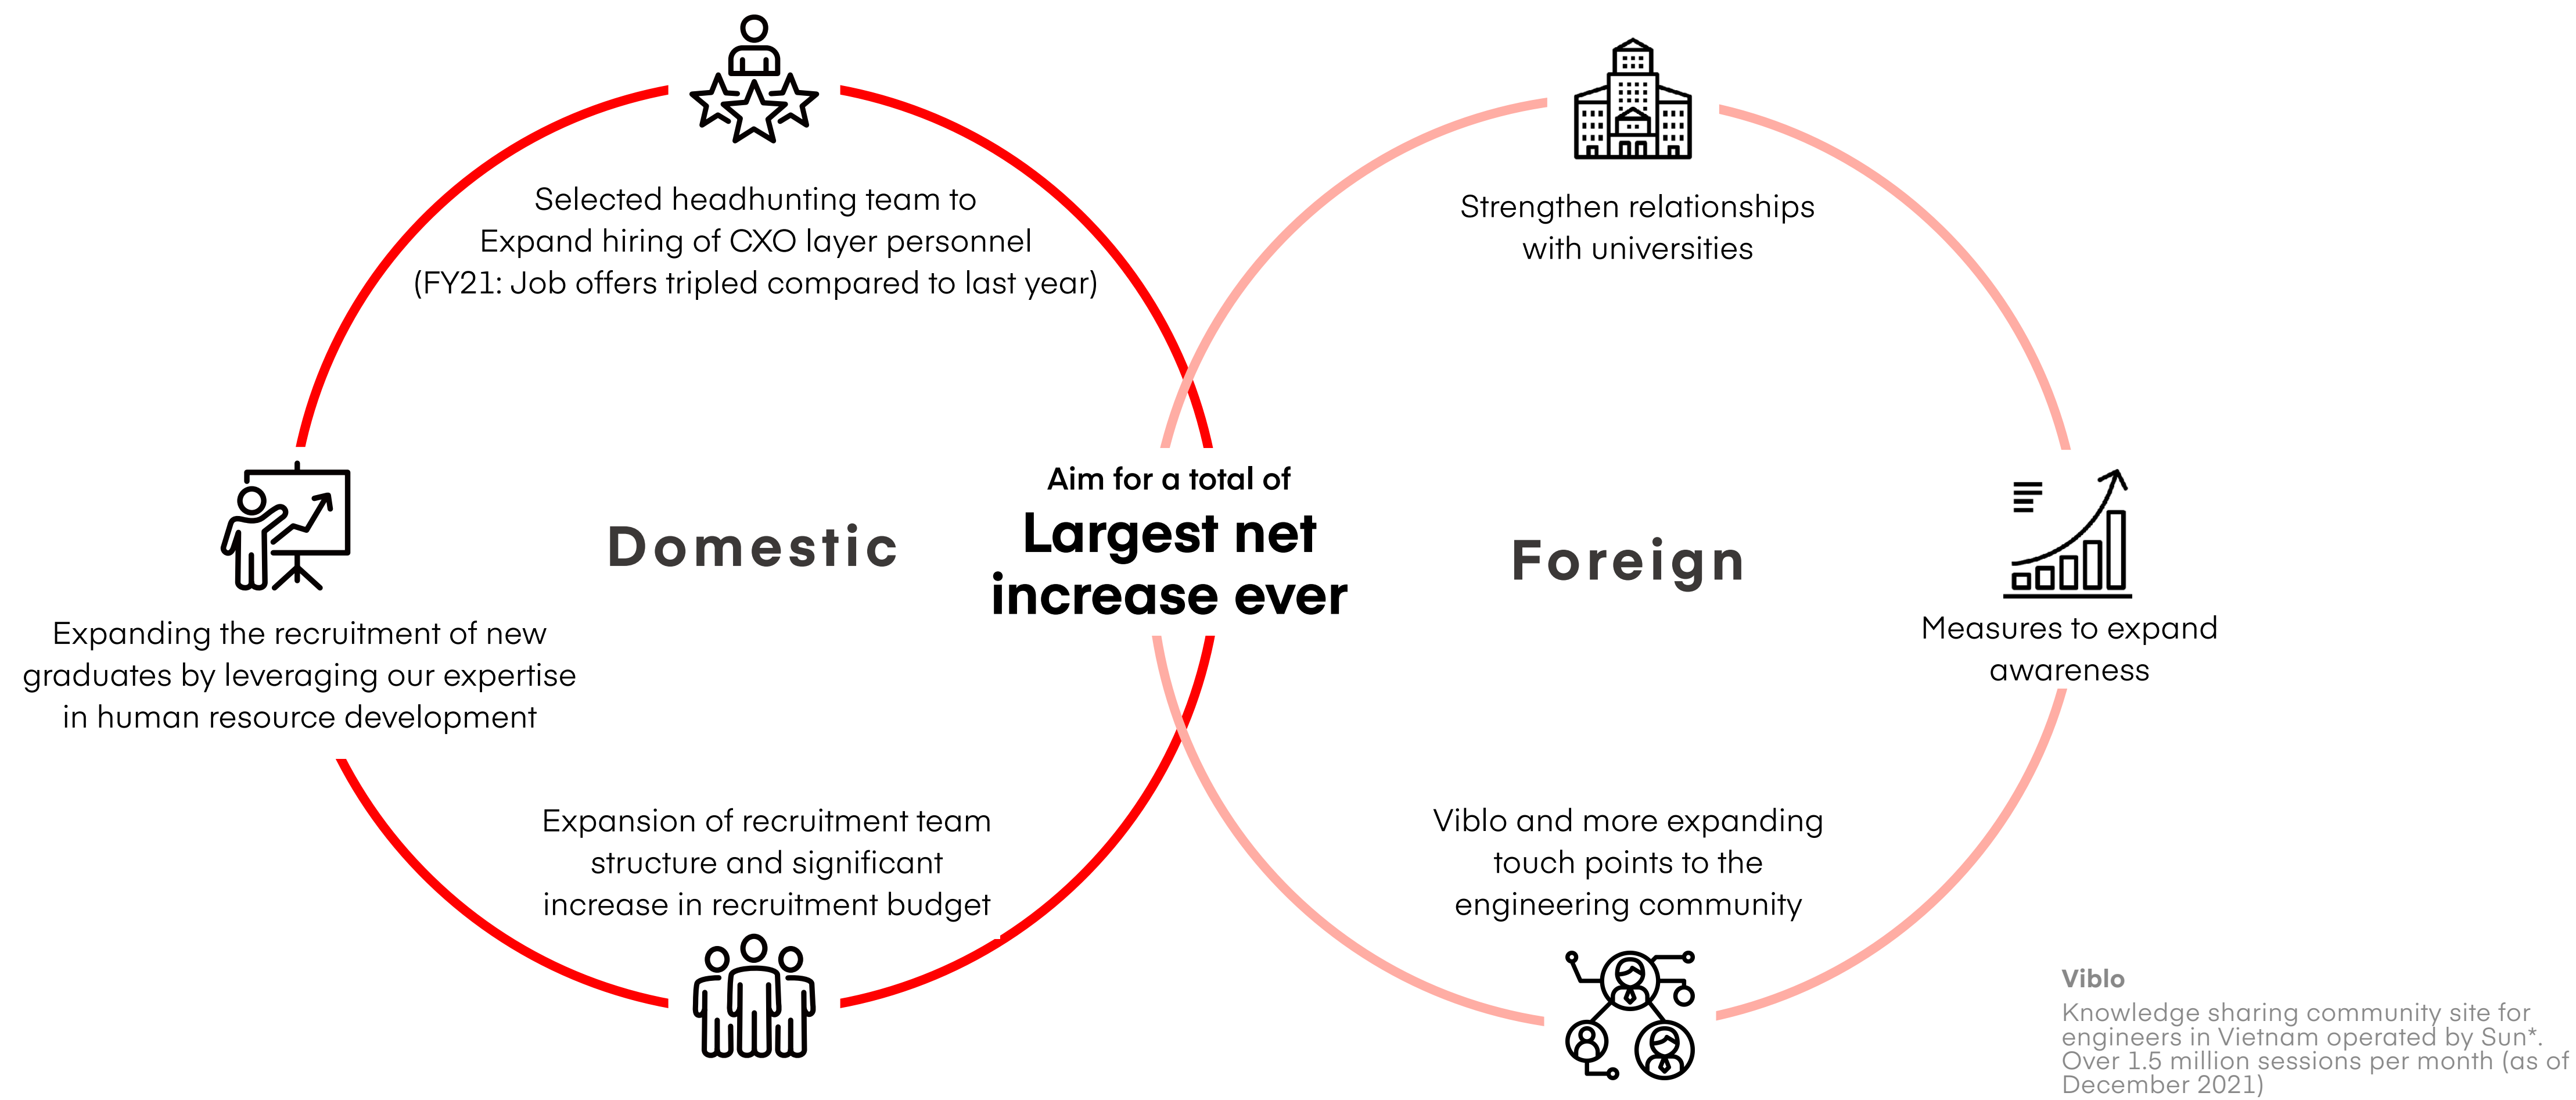 Selected headhunting team to
Expand hiring of CXO layer personnel
(FY21: Job offers tripled compared to last year)
Strengthen relationships
with universities
Domestic
Aim for a total of
Largest net
increase ever
Foreign
Expanding the recruitment of new
graduates by leveraging our expertise
in human resource development
Measures to expand
awareness
Expansion of recruitment team
structure and significant
increase in recruitment budget
Viblo and more expanding
touch points to the
engineering community
Viblo
Knowledge sharing community site for
engineers in Vietnam operated by Sun*.
Over 1.5 million sessions per month (as of
December 2021)